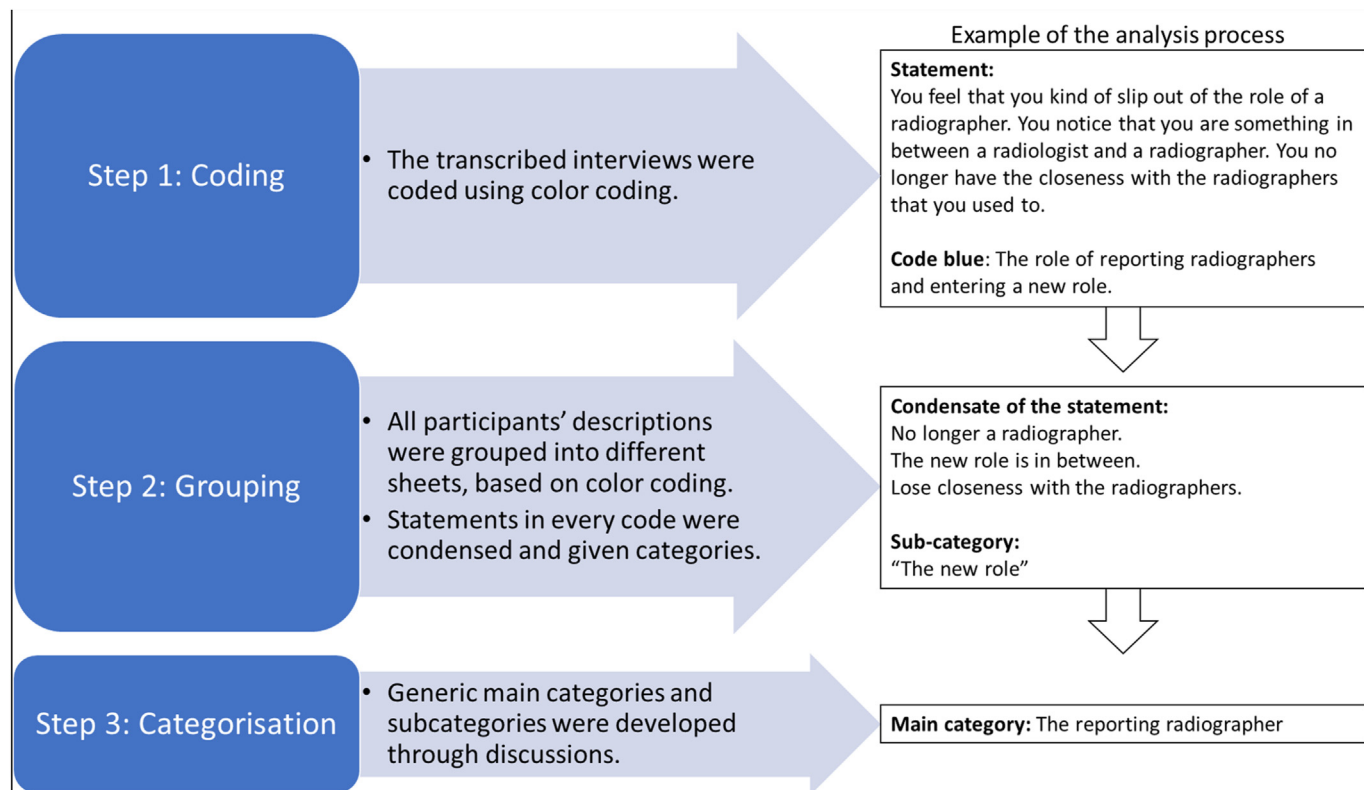 Example of the analysis process
Step 1: Coding
• The transcribed interviews were
coded using color coding.
Statement:
You feel that you kind of slip out of the role of a
radiographer. You notice that you are something in
between a radiologist and a radiographer. You no
longer have the closeness with the radiographers
that you used to.
Code blue: The role of reporting radiographers
and entering a new role.
Step 2: Grouping
• All participants’ descriptions
were grouped into different
sheets, based on color coding.
• Statements in every code were
condensed and given categories.
Condensate of the statement:
No longer a radiographer.
The new role is in between.
Lose closeness with the radiographers.
Sub-category:
“The new role”
Step 3: Categorisation
• Generic main categories and
subcategories were developed
through discussions.
Main category: The reporting radiographer